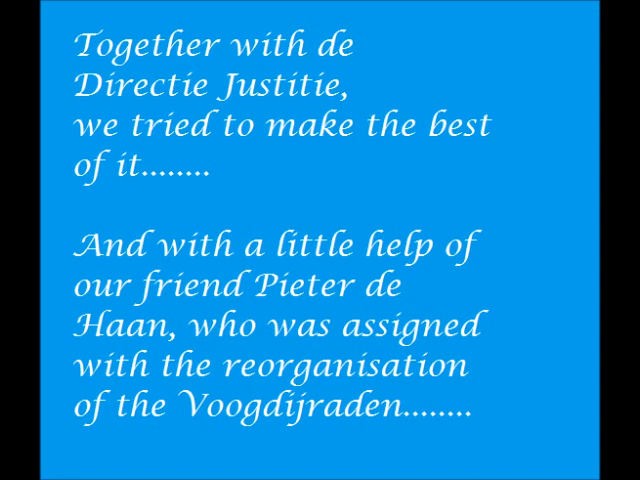 Together with de
Directie Justitie,
we tried to make the best
of it........
And with a little help of
our friend Pieter de
Haan, who was assigned
with the reorganisation
of the Voogdijraden........